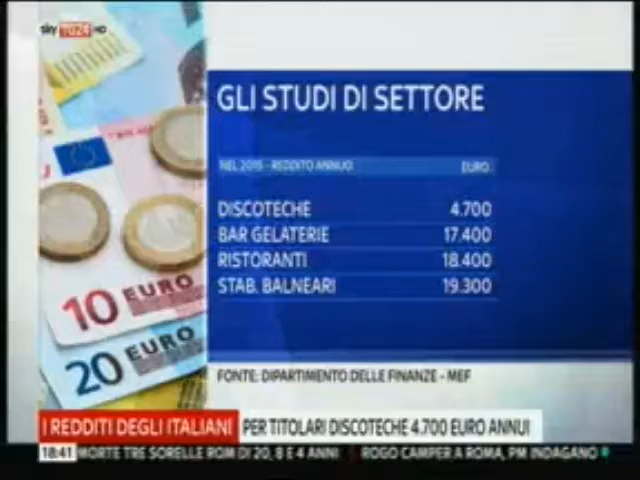 sky TG24 HD
GLI STUDI DI SETTORE
NEL 2015 - REDDITO ANNUO EURO
DISCOTECHE 4.700
BAR GELATERIE 17.400
RISTORANTI 18.400
STAB. BALNEARI 19.300
10 EURO
20 EURO
FONTE: DIPARTIMENTO DELLE FINANZE - MEF
I REDDITI DEGLI ITALIANI PER TITOLARI DISCOTECHE 4.700 EURO ANNUI
18:41 MORTE TRE SORELLE ROM DI 20, 8 E 4 ANNI ROGO CAMPER A ROMA, PM INDAGANO